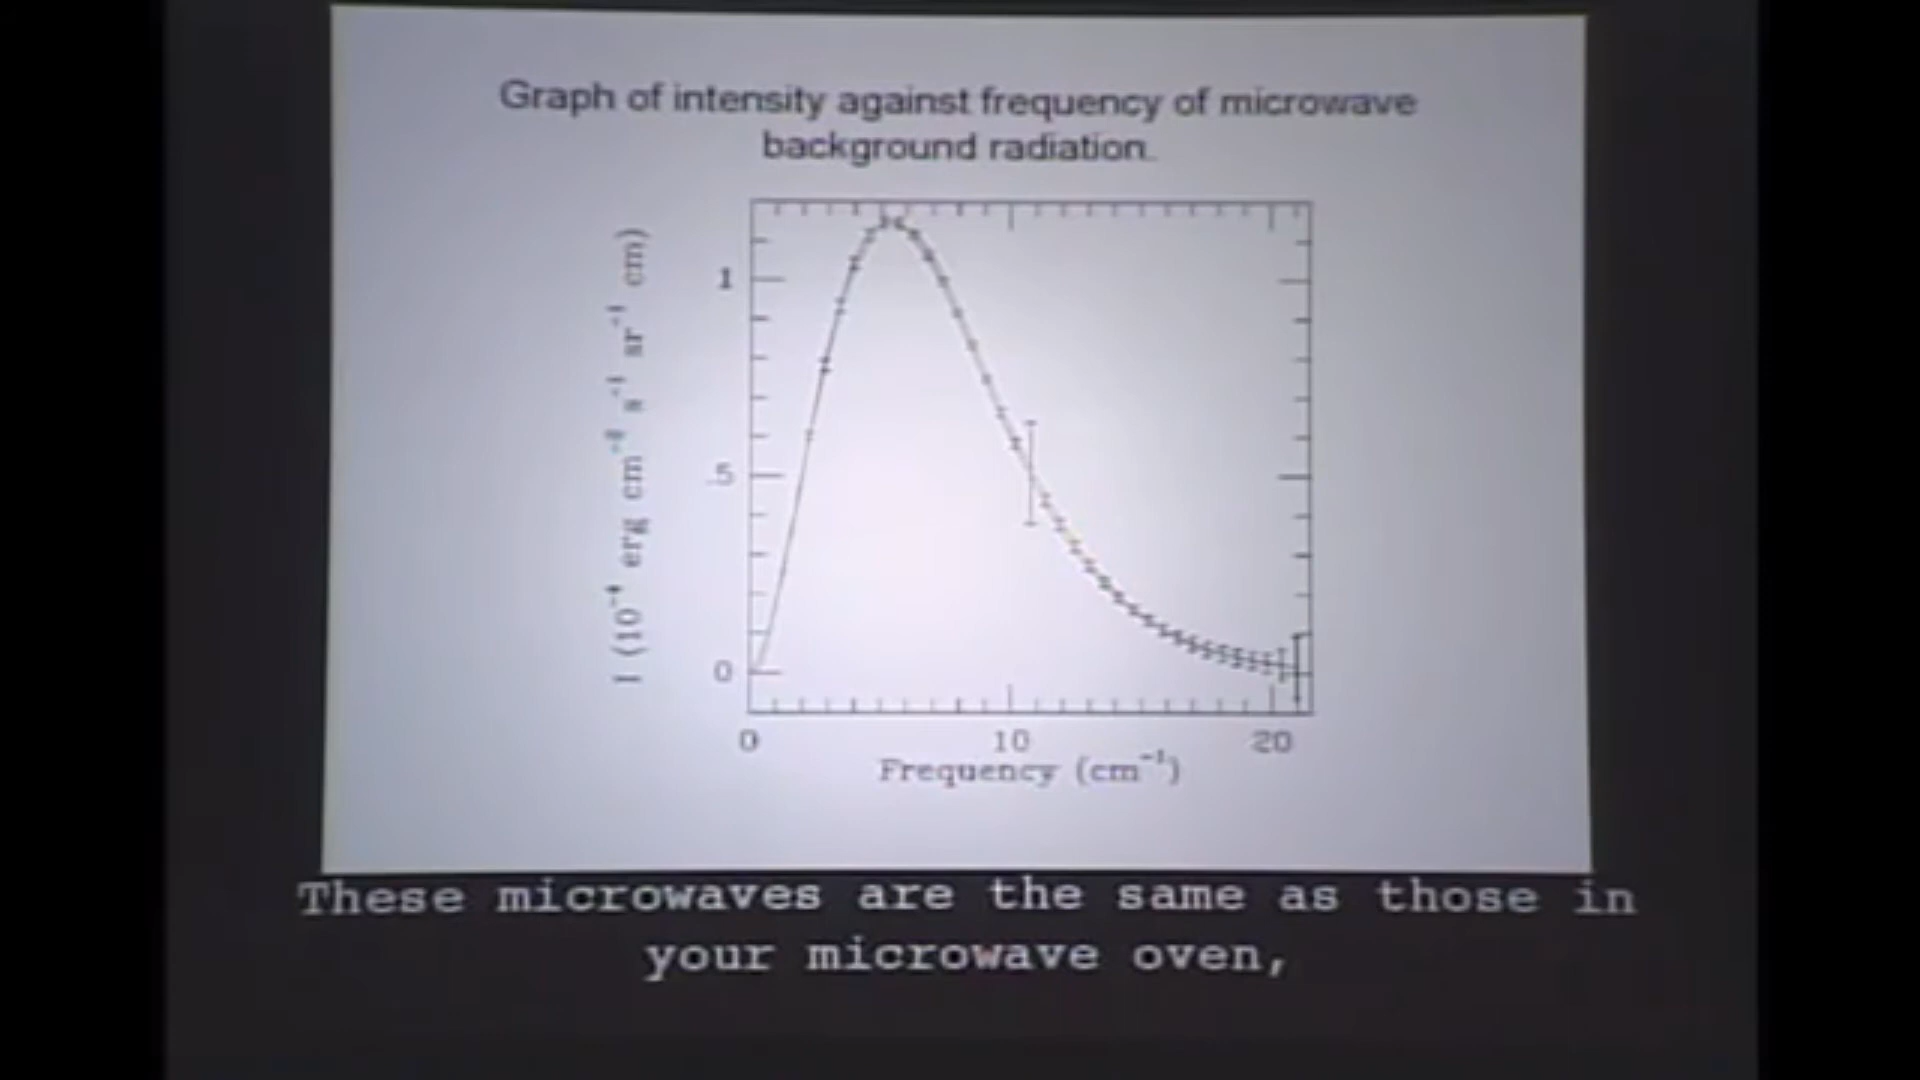 Graph of intensity against frequency of microwave
background radiation.
I (10⁻⁴ erg cm⁻² s⁻¹ sr⁻¹ cm)
1
.5
0
0 10 20
Frequency (cm⁻¹)
These microwaves are the same as those in
your microwave oven,